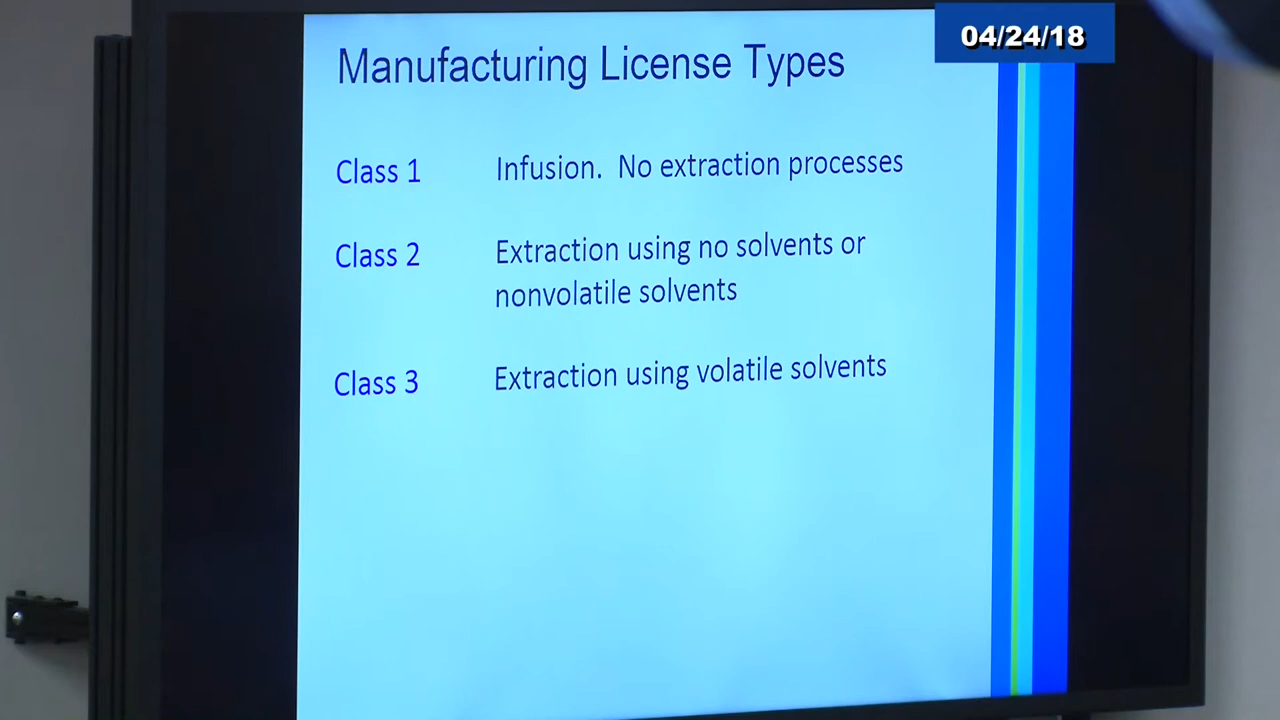 04/24/18
Manufacturing License Types
Class 1 Infusion.  No extraction processes
Class 2 Extraction using no solvents or
nonvolatile solvents
Class 3 Extraction using volatile solvents